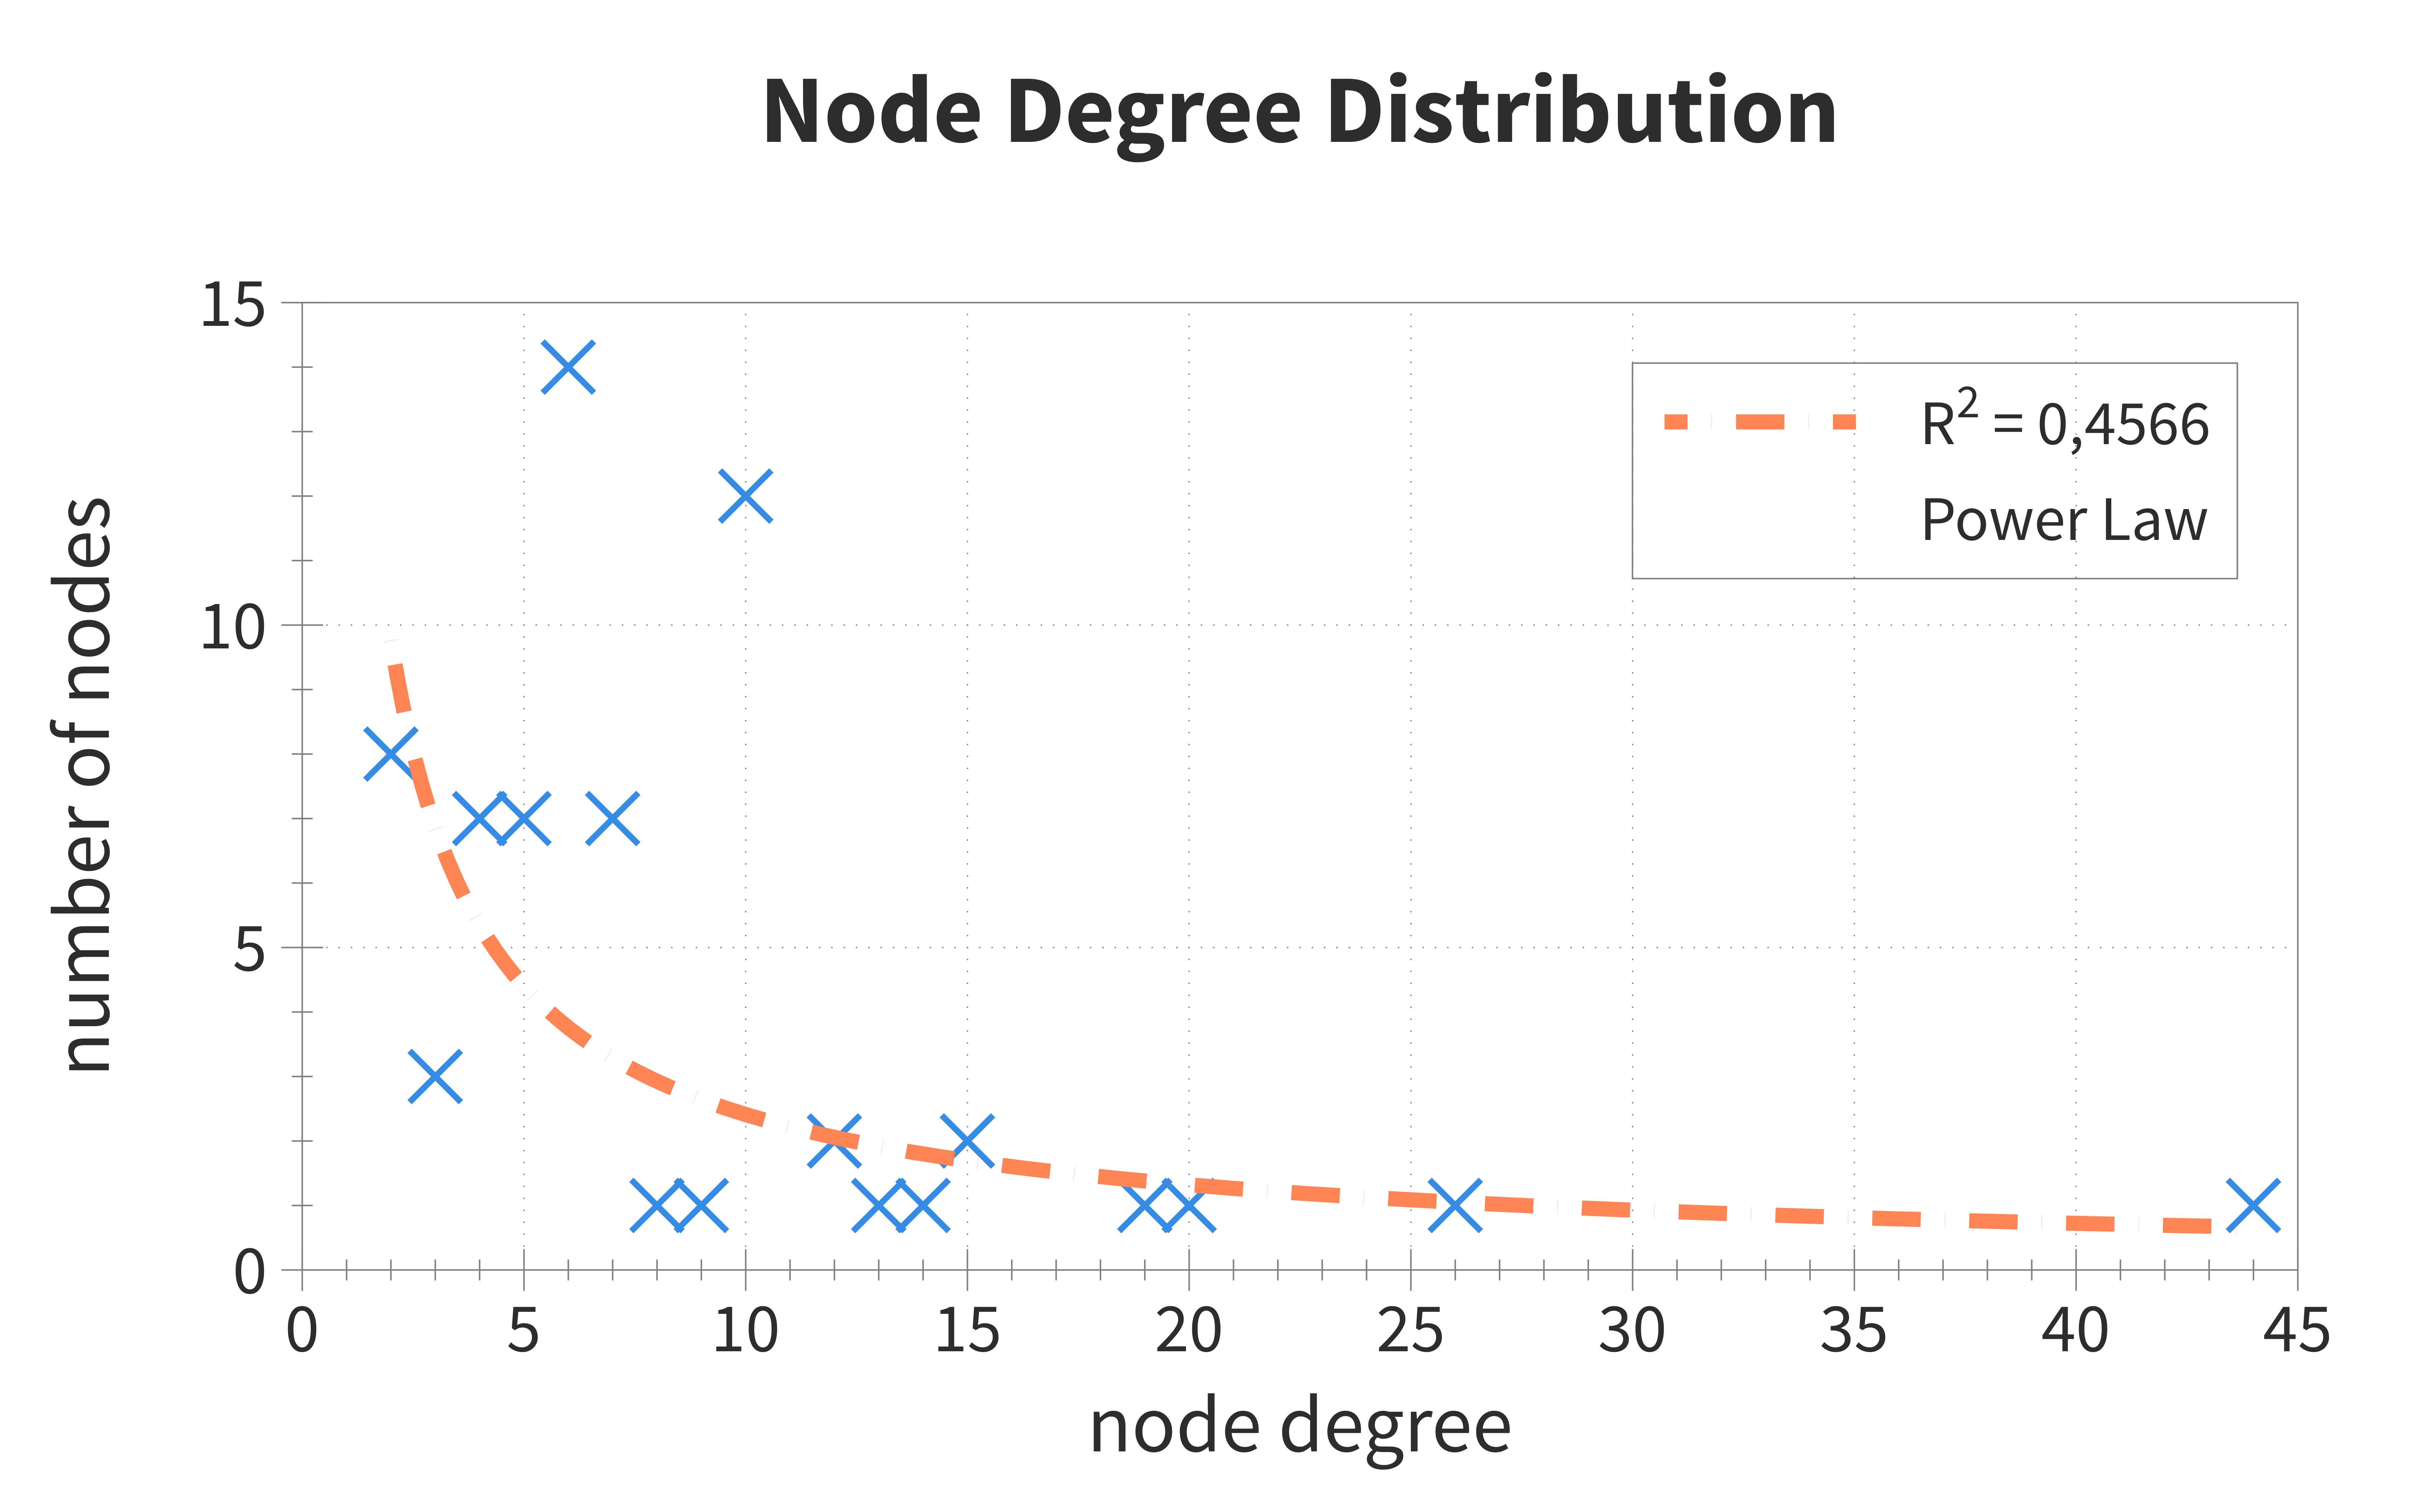 Node Degree Distribution
15
10
5
0
number of nodes
R² = 0,4566
Power Law
0 5 10 15 20 25 30 35 40 45
node degree